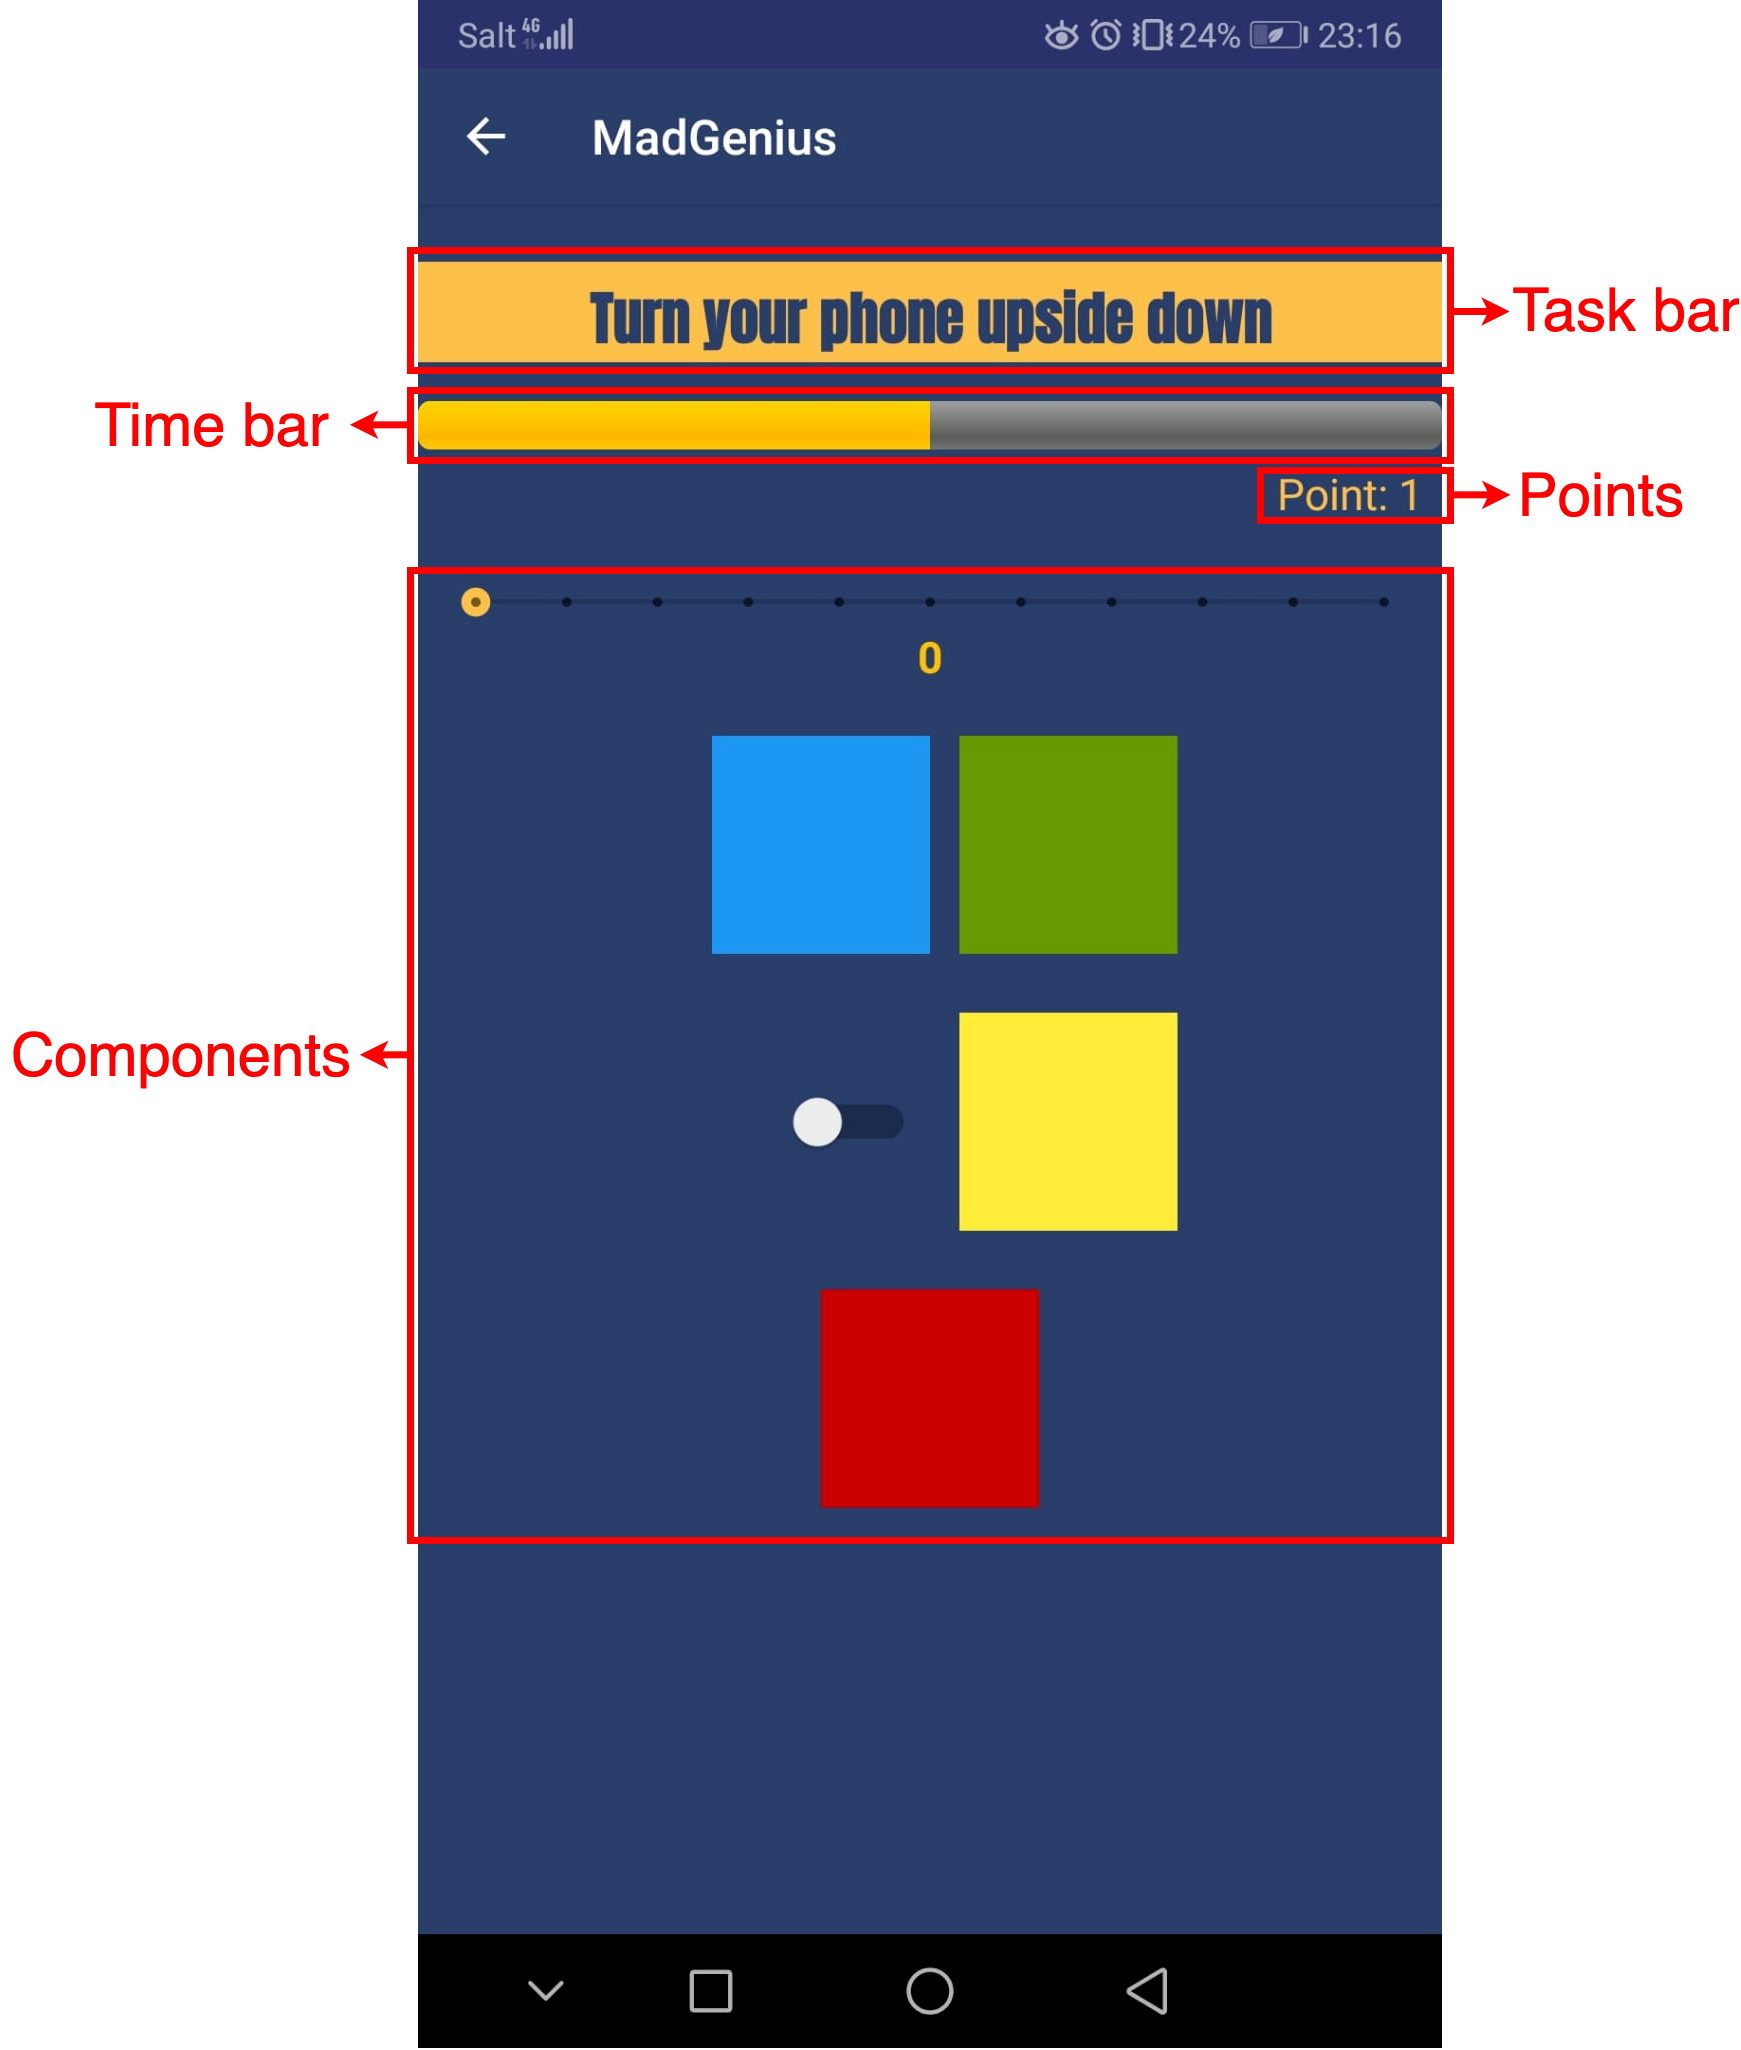 Salt 4G 24% 23:16
MadGenius
Turn your phone upside down
Task bar
Time bar
Point: 1
Points
0
Components